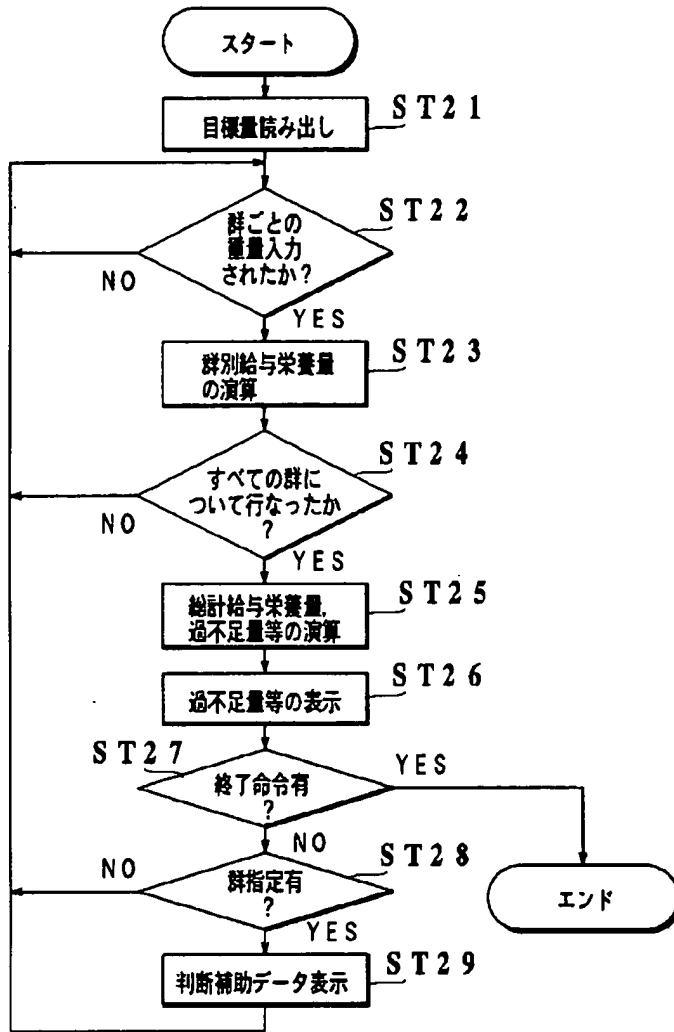 スタート
ST21
目標量読み出し
ST22
群ごとの
重量入力
されたか?
NO
YES
ST23
群別給与栄養量
の演算
ST24
すべての群に
ついて行なったか
?
NO
YES
ST25
総計給与栄養量,
過不足量等の演算
ST26
過不足量等の表示
ST27
終了命令有
?
YES
NO
ST28
群指定有
?
NO
YES
エンド
ST29
判断補助データ表示